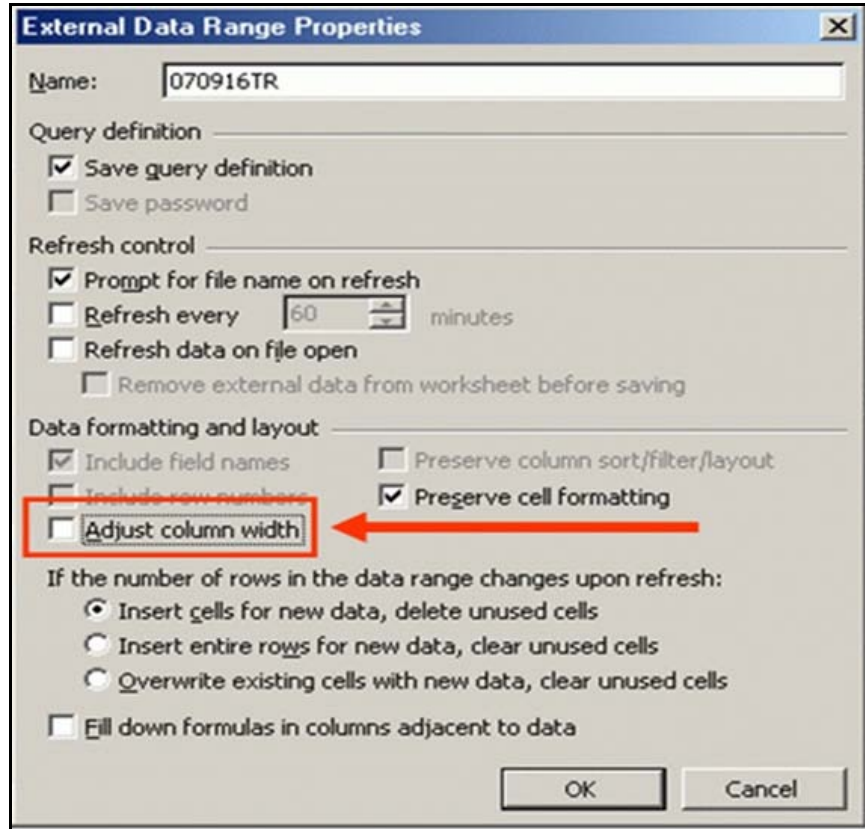 External Data Range Properties
Name: 070916TR
Query definition
Save query definition
Save password
Refresh control
Prompt for file name on refresh
Refresh every 60 minutes
Refresh data on file open
Remove external data from worksheet before saving
Data formatting and layout
Include field names Preserve column sort/filter/layout
Include row numbers Preserve cell formatting
Adjust column width
If the number of rows in the data range changes upon refresh:
Insert cells for new data, delete unused cells
Insert entire rows for new data, clear unused cells
Overwrite existing cells with new data, clear unused cells
Fill down formulas in columns adjacent to data
OK Cancel